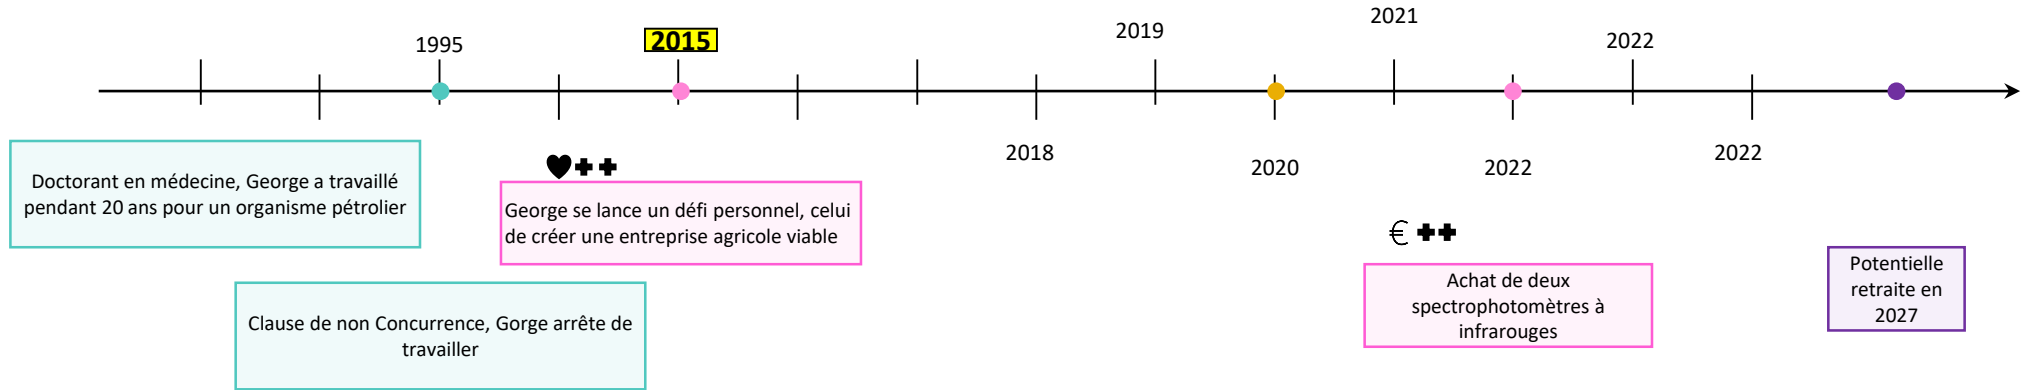 1995
2015
2019
2021
2022
2018
2020
2022
2022
Doctorant en médecine, George a travaillé
pendant 20 ans pour un organisme pétrolier
George se lance un défi personnel, celui
de créer une entreprise agricole viable
Clause de non Concurrence, Gorge arrête de
travailler
€
Achat de deux
spectrophotomètres à
infrarouges
Potentielle
retraite en
2027